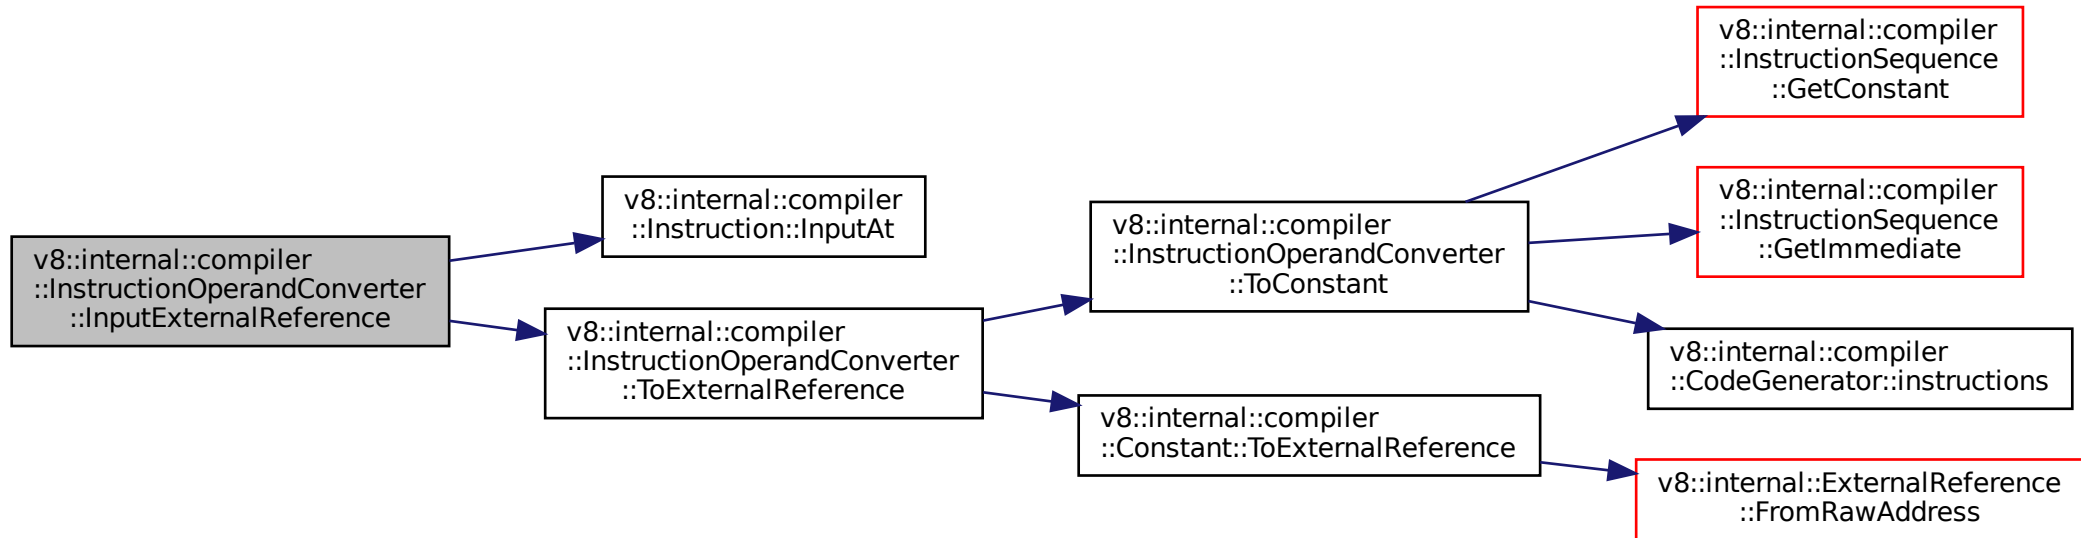 v8::internal::compiler
::InstructionOperandConverter
::InputExternalReference
v8::internal::compiler
::Instruction::InputAt
v8::internal::compiler
::InstructionOperandConverter
::ToExternalReference
v8::internal::compiler
::InstructionOperandConverter
::ToConstant
v8::internal::compiler
::Constant::ToExternalReference
v8::internal::compiler
::InstructionSequence
::GetConstant
v8::internal::compiler
::InstructionSequence
::GetImmediate
v8::internal::compiler
::CodeGenerator::instructions
v8::internal::ExternalReference
::FromRawAddress